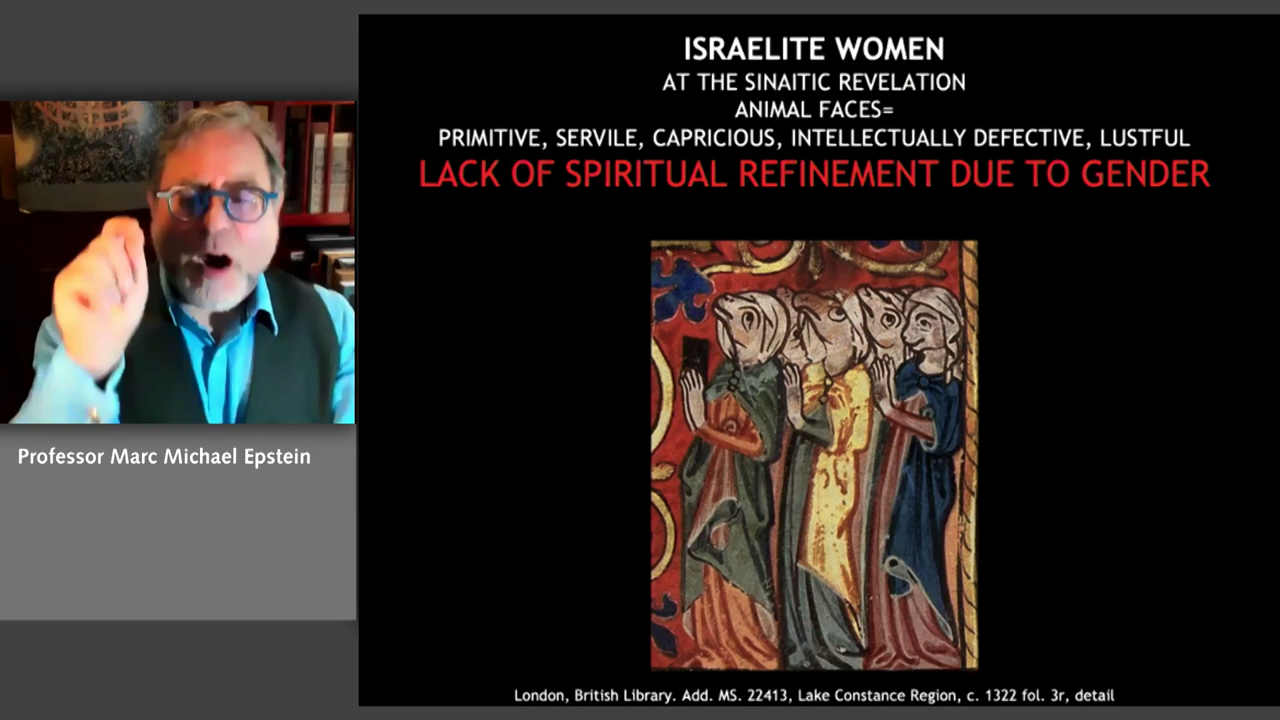 ISRAELITE WOMEN
AT THE SINAITIC REVELATION
ANIMAL FACES=
PRIMITIVE, SERVILE, CAPRICIOUS, INTELLECTUALLY DEFECTIVE, LUSTFUL
LACK OF SPIRITUAL REFINEMENT DUE TO GENDER
Professor Marc Michael Epstein
London, British Library. Add. MS. 22413, Lake Constance Region, c. 1322 fol. 3r, detail